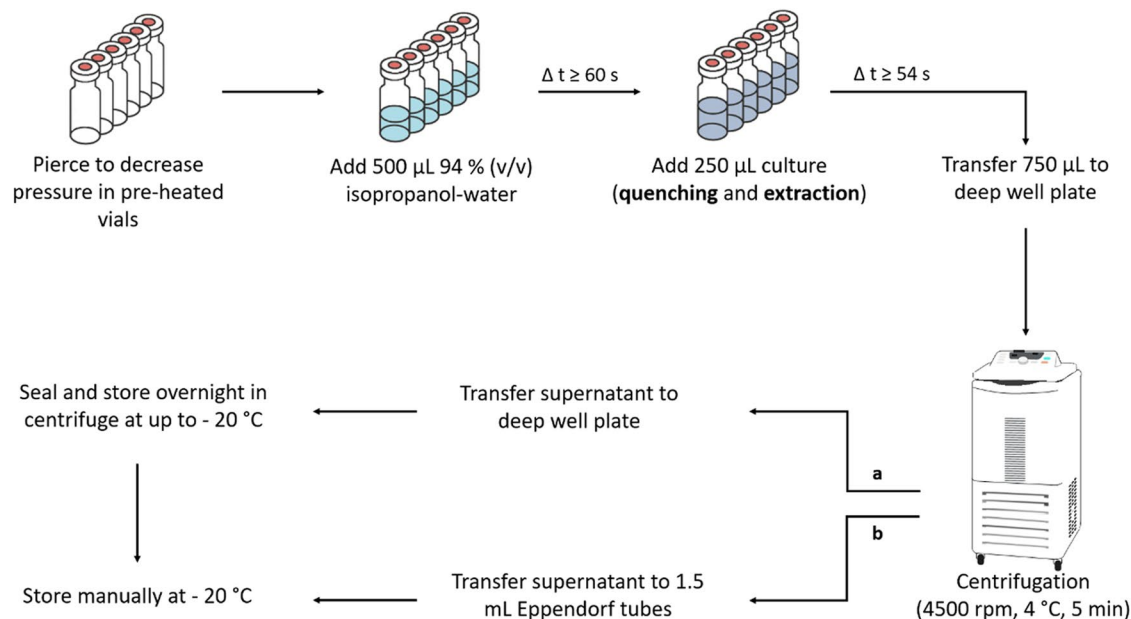 Pierce to decrease
pressure in pre-heated
vials
Add 500 µL 94 % (v/v)
isopropanol-water
Δ t ≥ 60 s
Add 250 µL culture
(quenching and extraction)
Δ t ≥ 54 s
Transfer 750 µL to
deep well plate
Centrifugation
(4500 rpm, 4 °C, 5 min)
a
Transfer supernatant to
deep well plate
Seal and store overnight in
centrifuge at up to - 20 °C
b
Transfer supernatant to 1.5
mL Eppendorf tubes
Store manually at - 20 °C